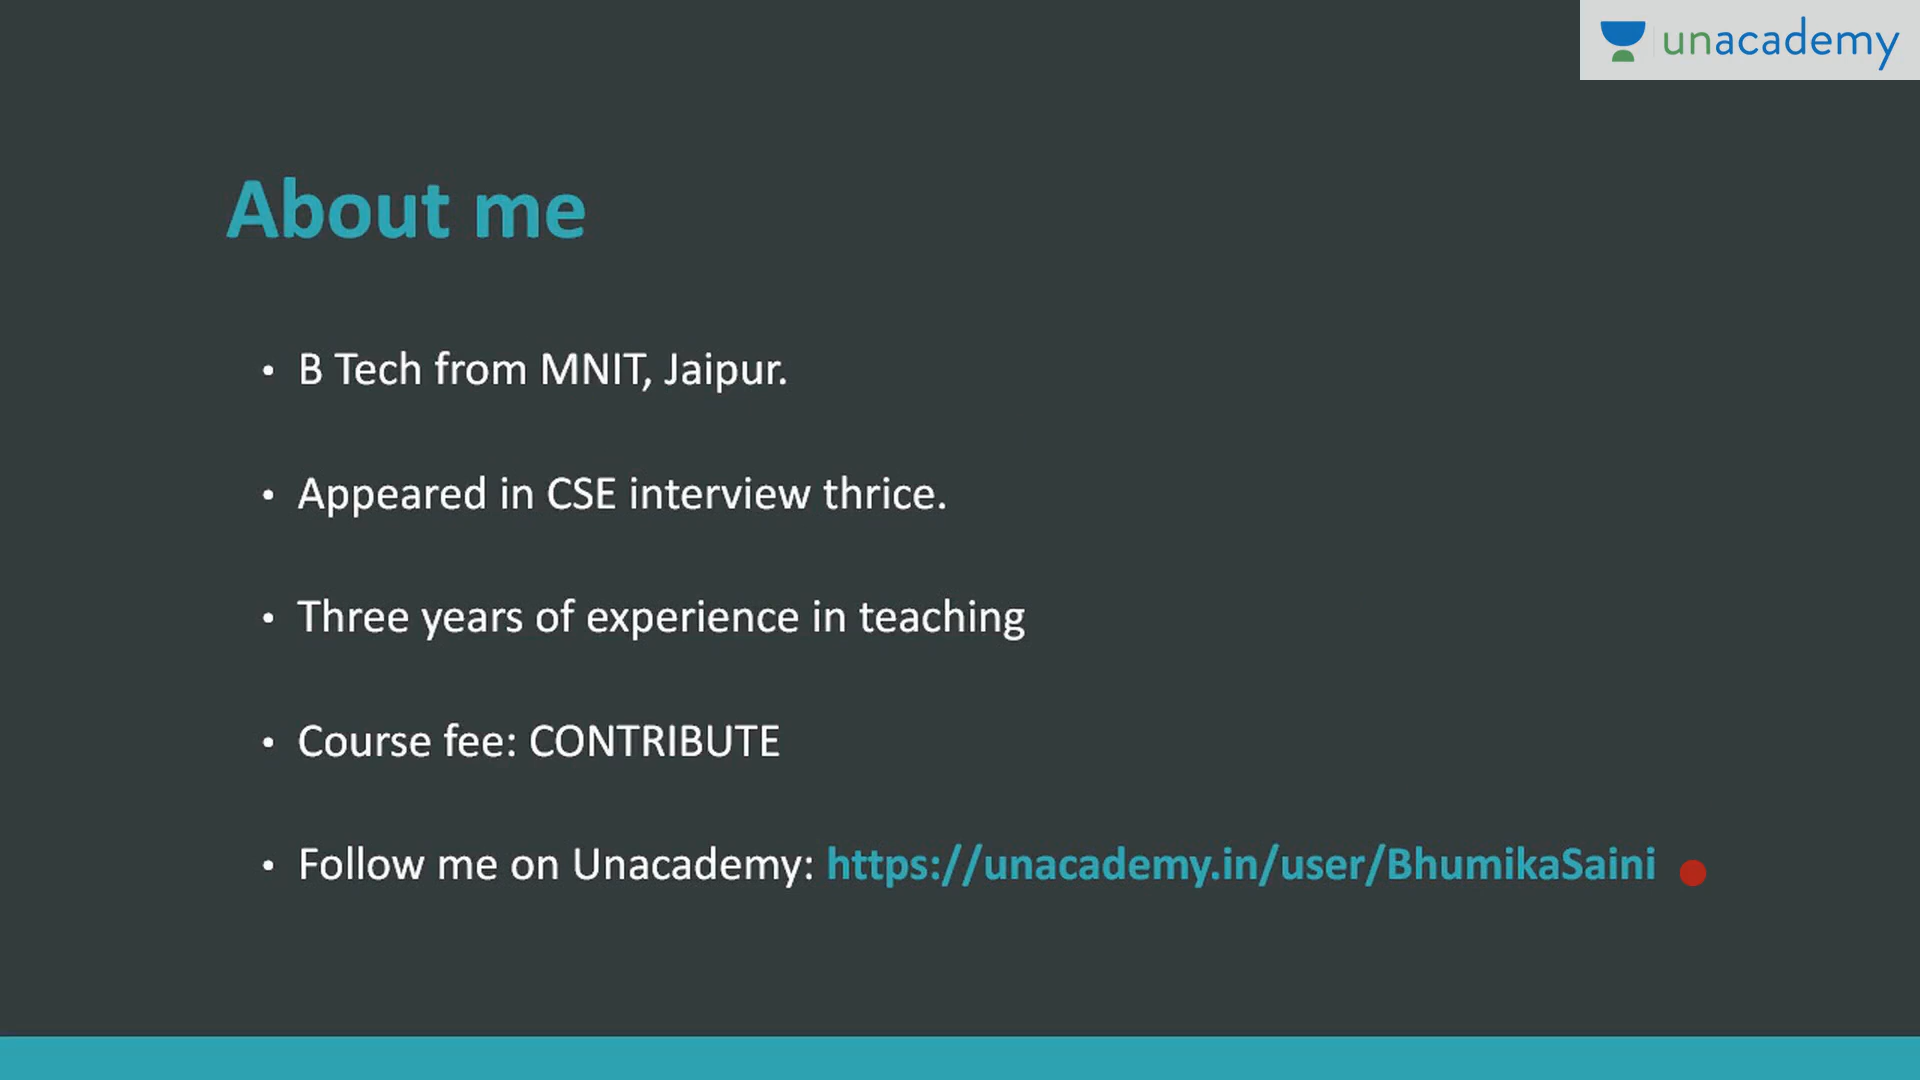 unacademy
About me
• B Tech from MNIT, Jaipur.
• Appeared in CSE interview thrice.
• Three years of experience in teaching
• Course fee: CONTRIBUTE
• Follow me on Unacademy: https://unacademy.in/user/BhumikaSaini